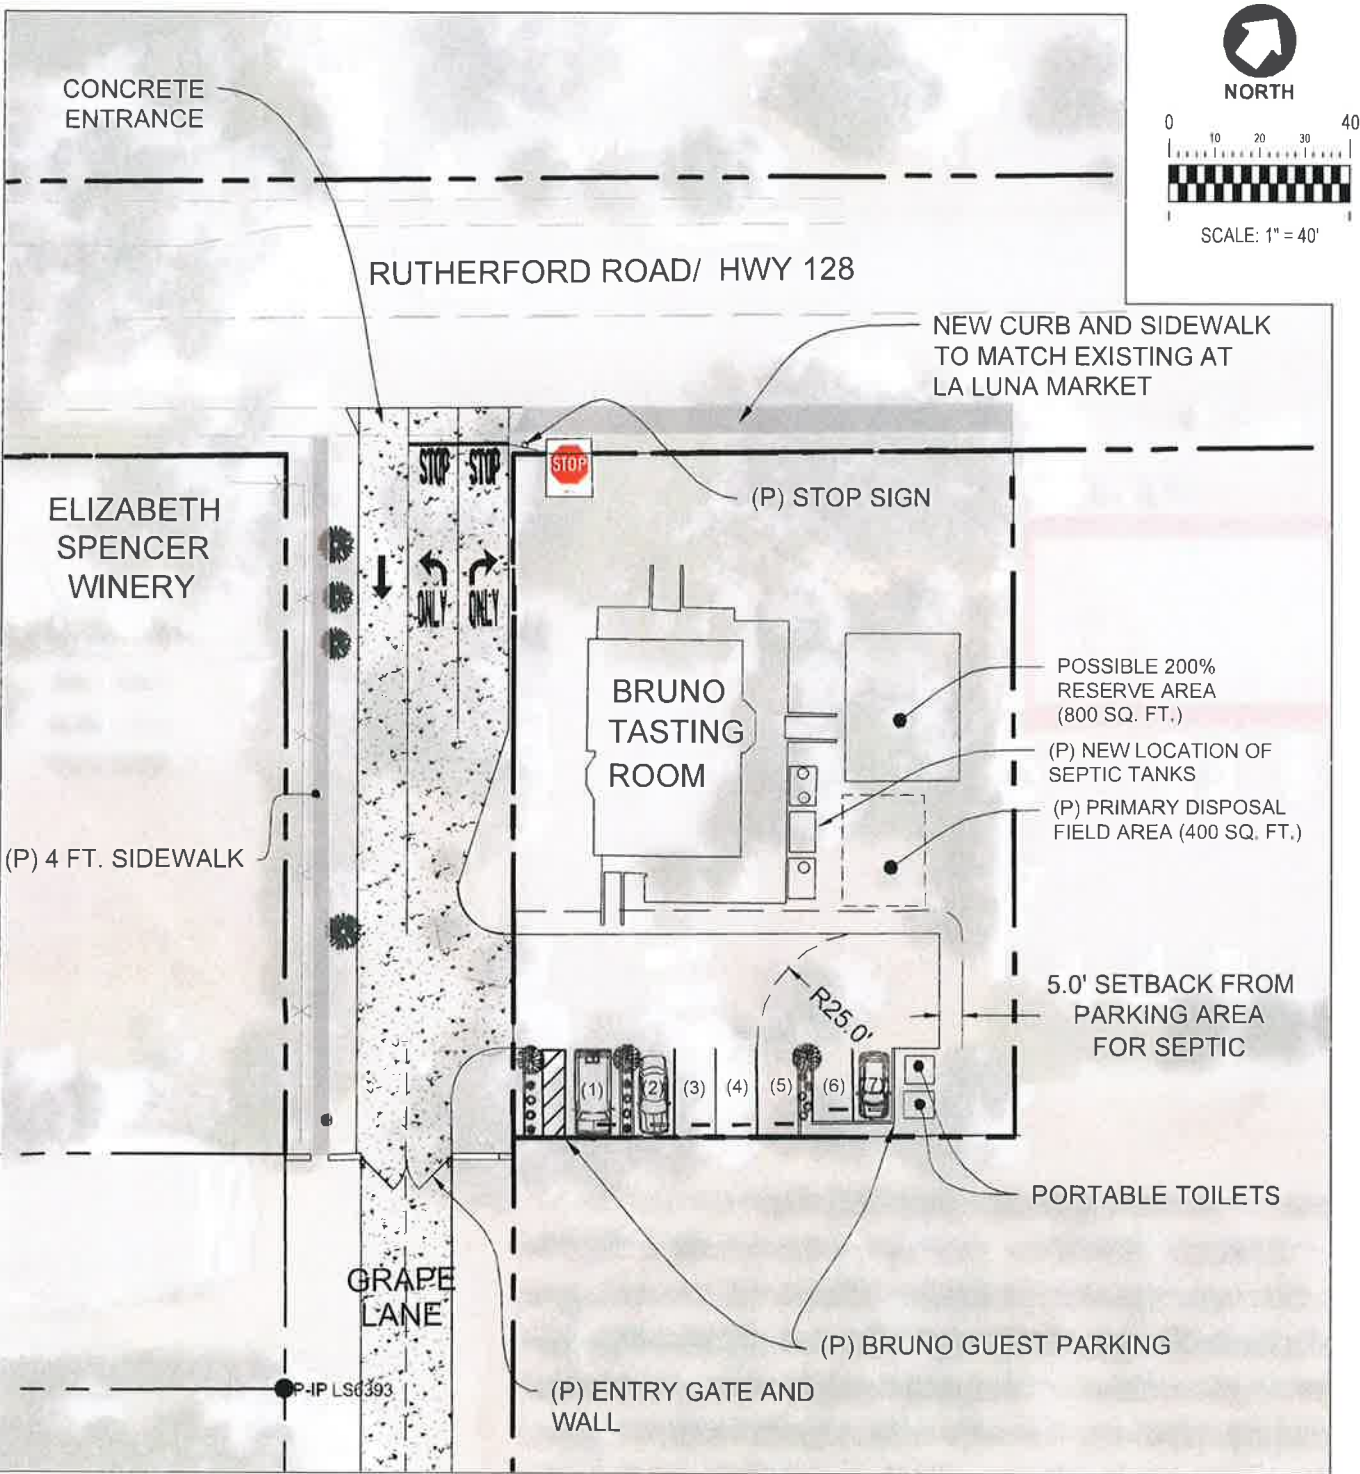 CONCRETE
ENTRANCE
NORTH
0 10 20 30 40
SCALE: 1" = 40'
RUTHERFORD ROAD/ HWY 128
NEW CURB AND SIDEWALK
TO MATCH EXISTING AT
LA LUNA MARKET
STOP STOP
STOP
(P) STOP SIGN
ELIZABETH
SPENCER
WINERY
ONLY ONLY
BRUNO
TASTING
ROOM
POSSIBLE 200%
RESERVE AREA
(800 SQ. FT.)
(P) NEW LOCATION OF
SEPTIC TANKS
(P) PRIMARY DISPOSAL
FIELD AREA (400 SQ. FT.)
(P) 4 FT. SIDEWALK
R25.0'
5.0' SETBACK FROM
PARKING AREA
FOR SEPTIC
(1) (2) (3) (4) (5) (6) (7)
PORTABLE TOILETS
GRAPE
LANE
(P) BRUNO GUEST PARKING
P-IP LS6393
(P) ENTRY GATE AND
WALL